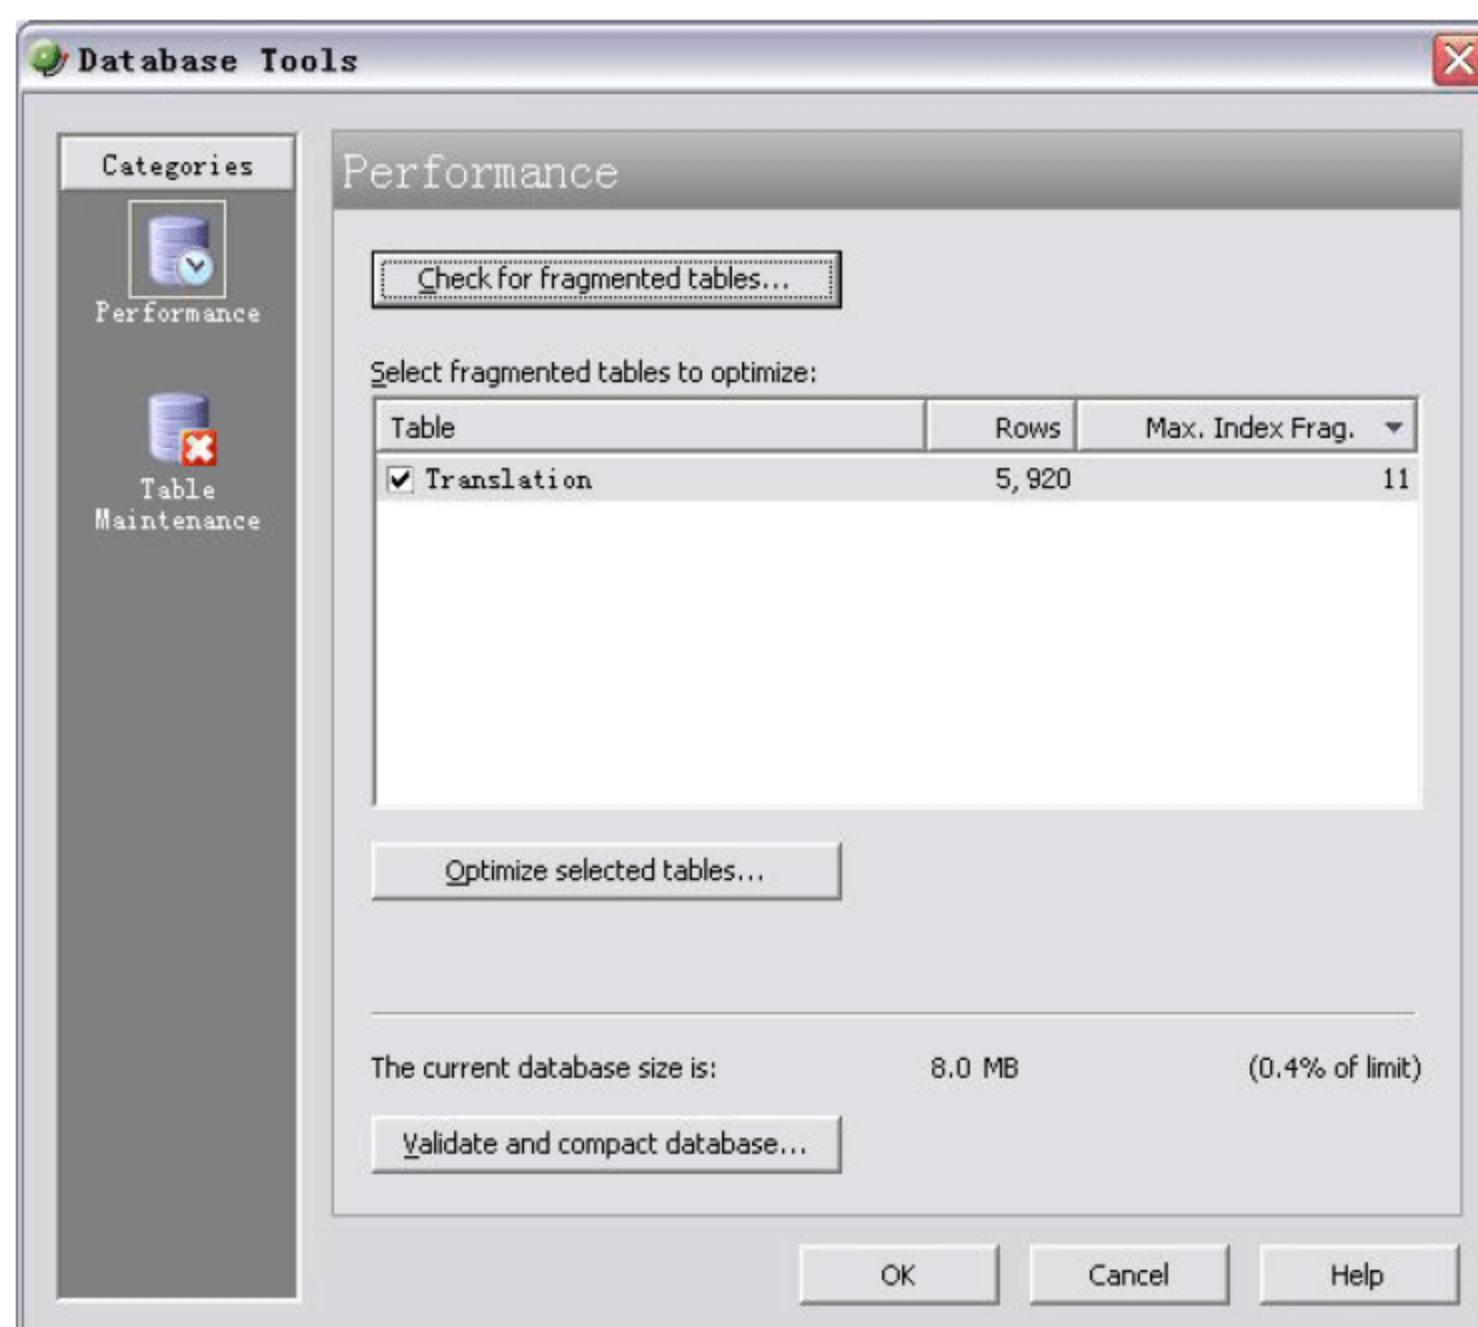 Database Tools
Categories
Performance
Table
Maintenance
Performance
Check for fragmented tables...
Select fragmented tables to optimize:
Table Rows Max. Index Frag.
Translation 5,920 11
Optimize selected tables...
The current database size is: 8.0 MB (0.4% of limit)
Validate and compact database...
OK Cancel Help